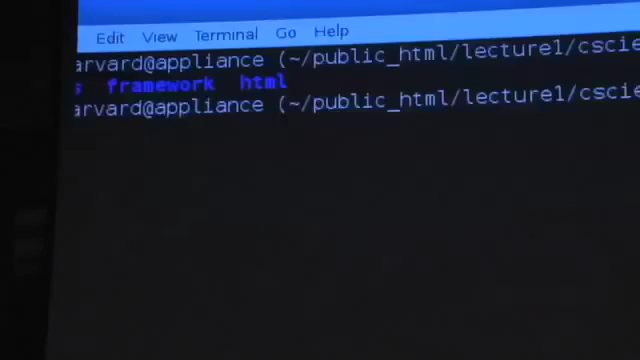 Edit View Terminal Go Help
arvard@appliance (~/public_html/lecture1/cscie
s framework html
arvard@appliance (~/public_html/lecture1/cscie